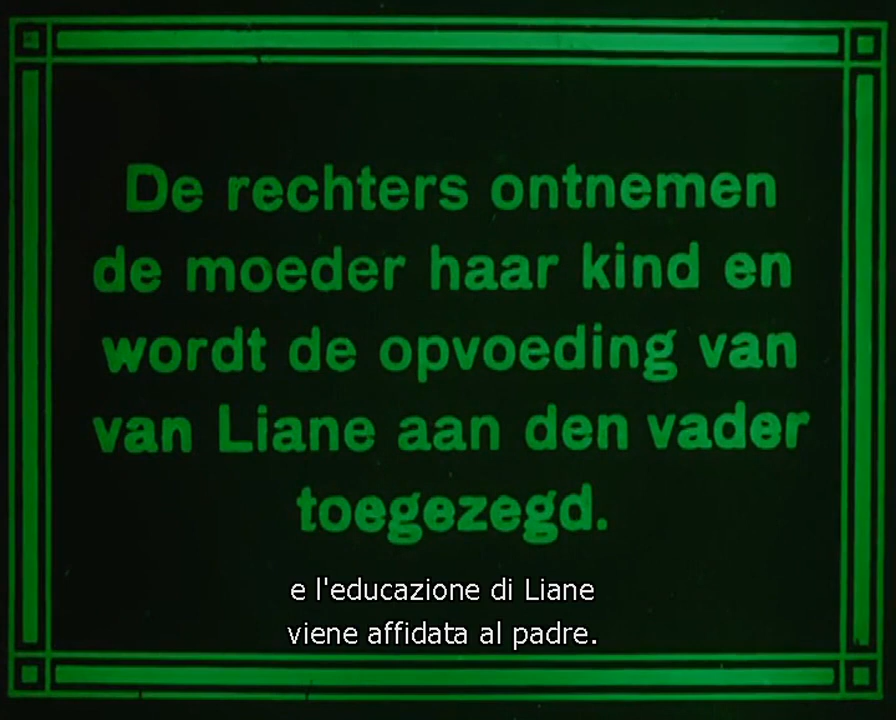 De rechters ontnemen
de moeder haar kind en
wordt de opvoeding van
van Liane aan den vader
toegezegd.
e l'educazione di Liane
viene affidata al padre.